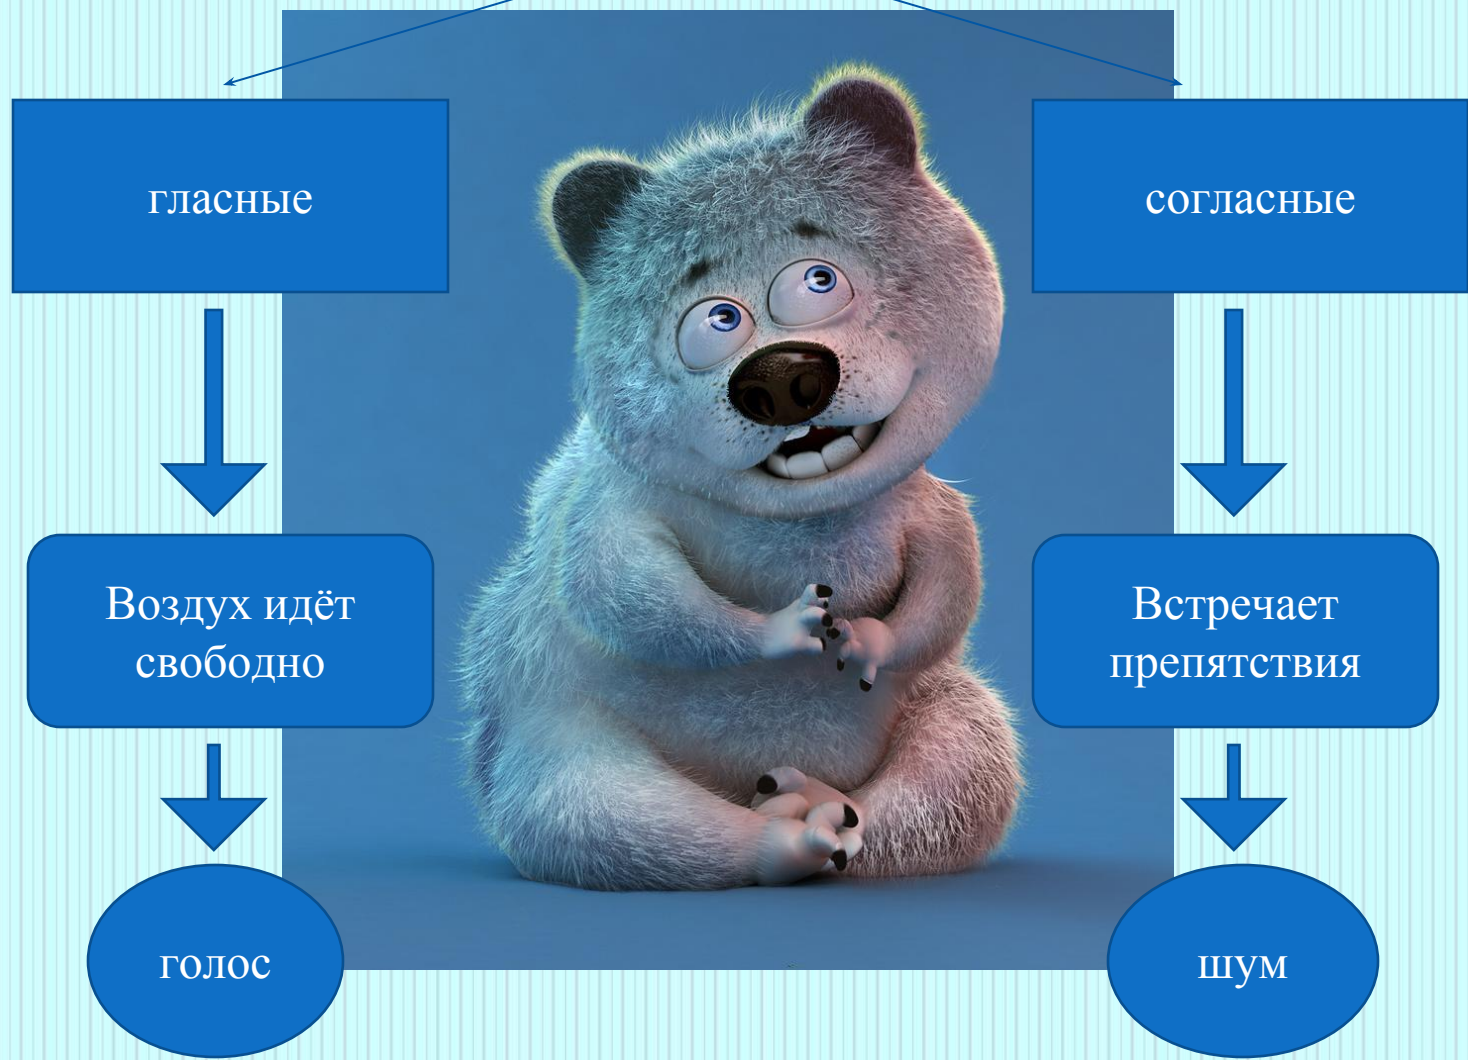 гласные
согласные
Воздух идёт
свободно
Встречает
препятствия
голос
шум